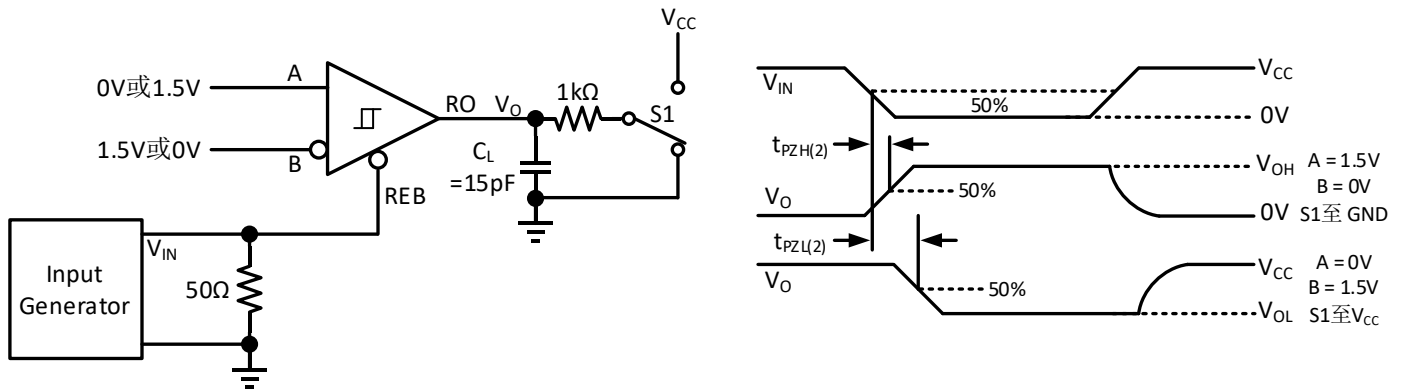 V_CC
0V或1.5V
A
1kΩ
RO
V_O
S1
1.5V或0V
B
C_L
=15pF
REB
V_IN
Input
Generator
50Ω
V_IN
50%
V_CC
0V
t_PZH(2)
V_O
50%
V_OH
0V
A = 1.5V
B = 0V
S1至 GND
t_PZL(2)
V_O
50%
V_CC
V_OL
A = 0V
B = 1.5V
S1至V_CC